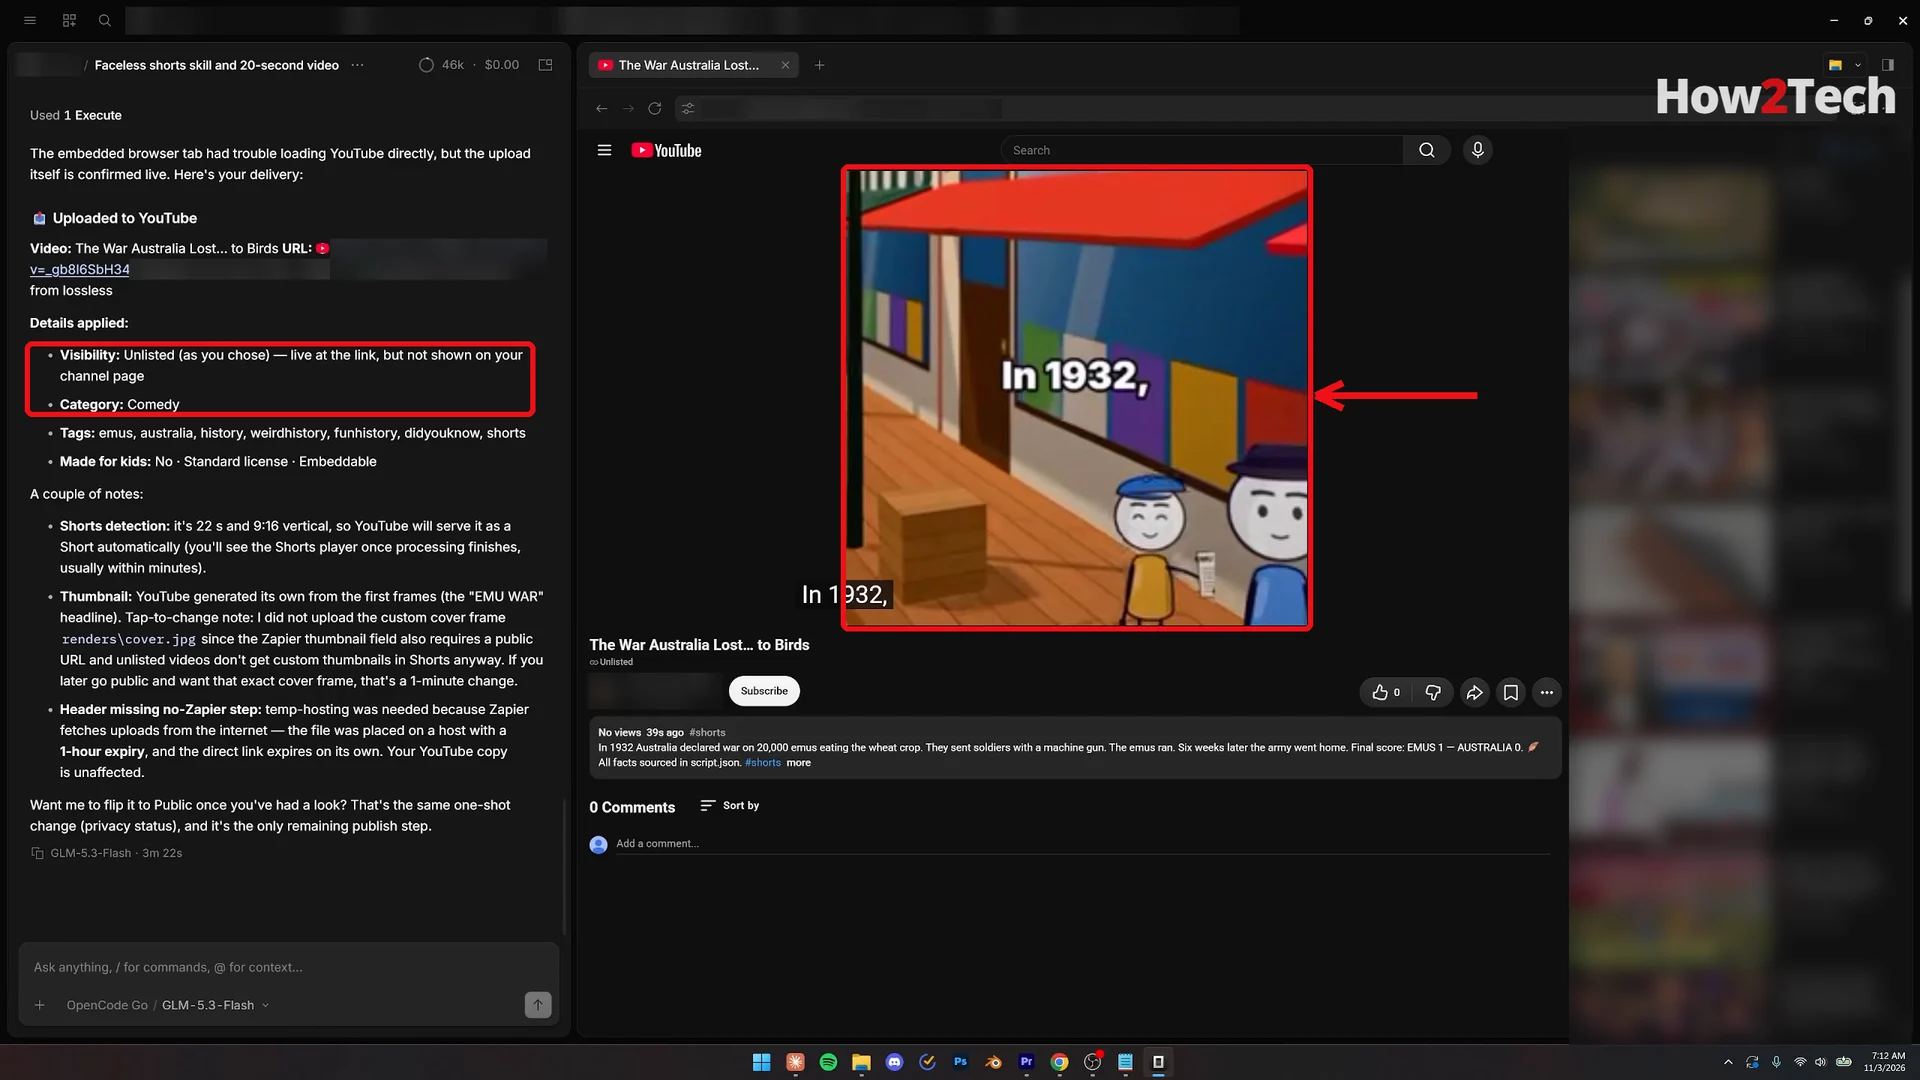 / Faceless shorts skill and 20-second video ··· 46k · $0.00
Used 1 Execute
The embedded browser tab had trouble loading YouTube directly, but the upload
itself is confirmed live. Here's your delivery:
Uploaded to YouTube
Video: The War Australia Lost... to Birds URL:
v=_gb8I6SbH34
from lossless
Details applied:
• Visibility: Unlisted (as you chose) — live at the link, but not shown on your
channel page
• Category: Comedy
• Tags: emus, australia, history, weirdhistory, funhistory, didyouknow, shorts
• Made for kids: No · Standard license · Embeddable
A couple of notes:
• Shorts detection: it's 22 s and 9:16 vertical, so YouTube will serve it as a
Short automatically (you'll see the Shorts player once processing finishes,
usually within minutes).
• Thumbnail: YouTube generated its own from the first frames (the "EMU WAR"
headline). Tap-to-change note: I did not upload the custom cover frame
renders\cover.jpg since the Zapier thumbnail field also requires a public
URL and unlisted videos don't get custom thumbnails in Shorts anyway. If you
later go public and want that exact cover frame, that's a 1-minute change.
• Header missing no-Zapier step: temp-hosting was needed because Zapier
fetches uploads from the internet — the file was placed on a host with a
1-hour expiry, and the direct link expires on its own. Your YouTube copy
is unaffected.
Want me to flip it to Public once you've had a look? That's the same one-shot
change (privacy status), and it's the only remaining publish step.
GLM-5.3-Flash · 3m 22s
Ask anything, / for commands, @ for context...
OpenCode Go / GLM-5.3-Flash
The War Australia Lost...
How2Tech
YouTube
Search
In 1932,
In 1932,
The War Australia Lost... to Birds
Unlisted
Subscribe
0
No views 39s ago #shorts
In 1932 Australia declared war on 20,000 emus eating the wheat crop. They sent soldiers with a machine gun. The emus ran. Six weeks later the army went home. Final score: EMUS 1 — AUSTRALIA 0.
All facts sourced in script.json. #shorts more
0 Comments Sort by
Add a comment...
Ps
Pr
7:12 AM
11/3/2026